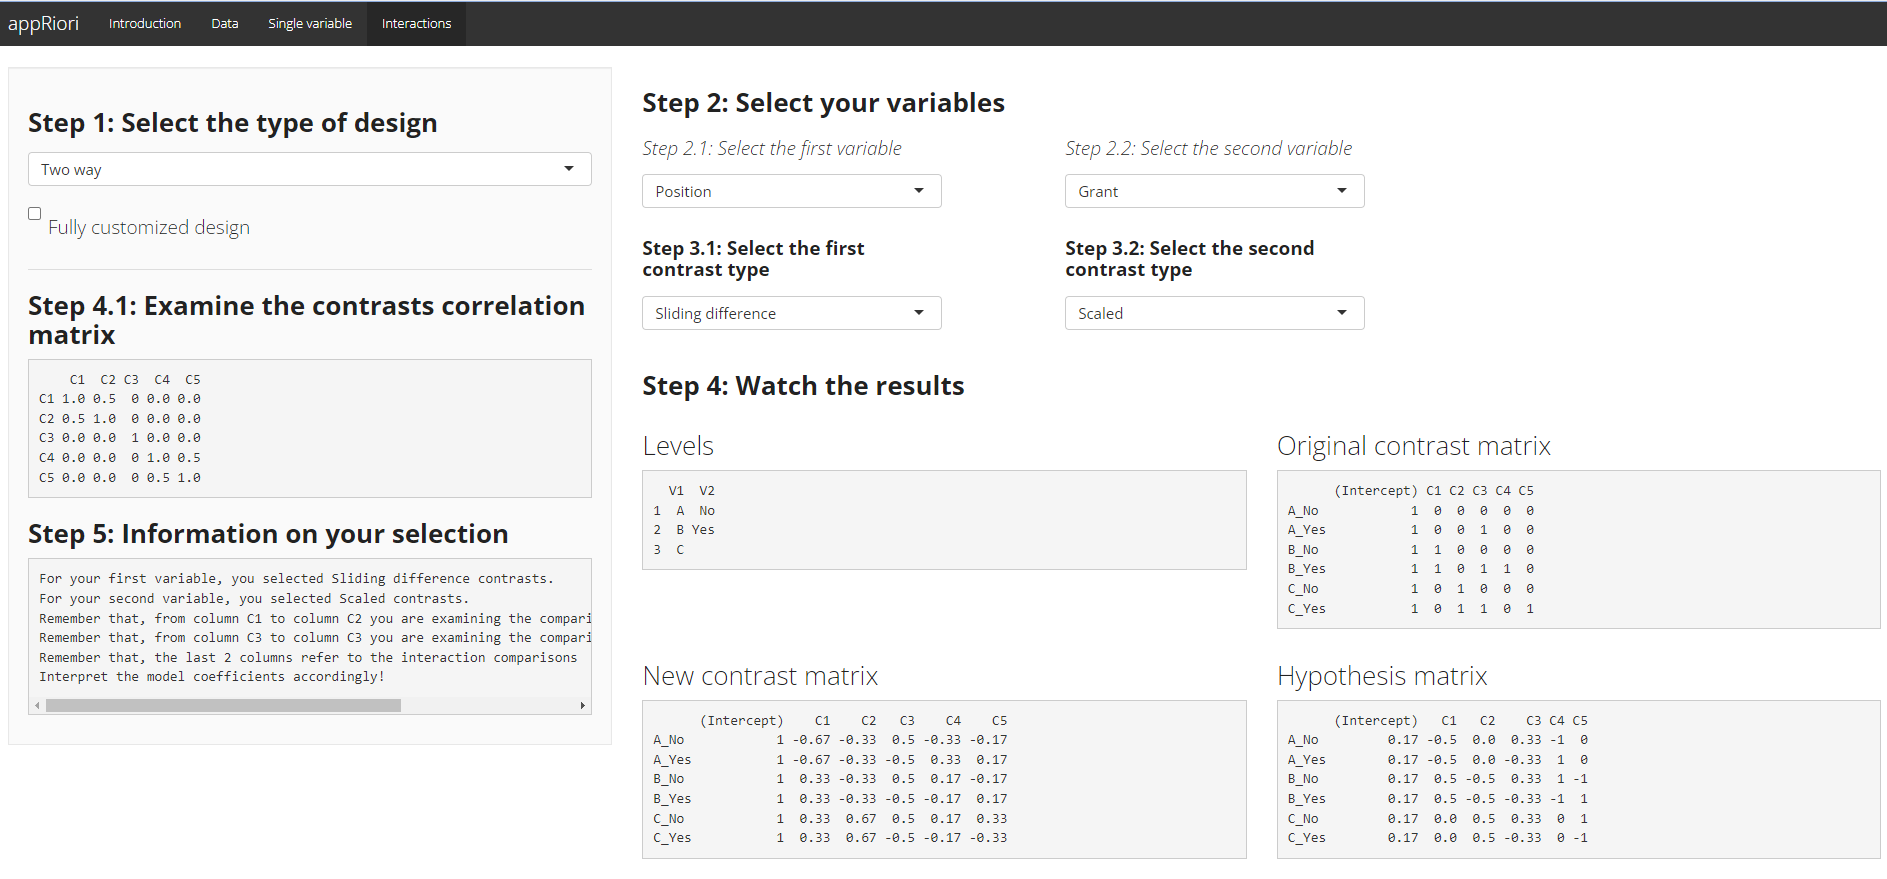 appRiori Introduction Data Single variable Interactions
Step 1: Select the type of design
Two way
Fully customized design
Step 4.1: Examine the contrasts correlation
matrix
C1 C2 C3 C4 C5
C1 1.0 0.5 0 0.0 0.0
C2 0.5 1.0 0 0.0 0.0
C3 0.0 0.0 1 0.0 0.0
C4 0.0 0.0 0 1.0 0.5
C5 0.0 0.0 0 0.5 1.0
Step 5: Information on your selection
For your first variable, you selected Sliding difference contrasts.
For your second variable, you selected Scaled contrasts.
Remember that, from column C1 to column C2 you are examining the compari
Remember that, from column C3 to column C3 you are examining the compari
Remember that, the last 2 columns refer to the interaction comparisons
Interpret the model coefficients accordingly!
Step 2: Select your variables
Step 2.1: Select the first variable
Position
Step 2.2: Select the second variable
Grant
Step 3.1: Select the first
contrast type
Sliding difference
Step 3.2: Select the second
contrast type
Scaled
Step 4: Watch the results
Levels
V1 V2
1 A No
2 B Yes
3 C
Original contrast matrix
(Intercept) C1 C2 C3 C4 C5
A_No 1 0 0 0 0 0
A_Yes 1 0 0 1 0 0
B_No 1 1 0 0 0 0
B_Yes 1 1 0 1 1 0
C_No 1 0 1 0 0 0
C_Yes 1 0 1 1 0 1
New contrast matrix
(Intercept) C1 C2 C3 C4 C5
A_No 1 -0.67 -0.33 0.5 -0.33 -0.17
A_Yes 1 -0.67 -0.33 -0.5 0.33 0.17
B_No 1 0.33 -0.33 0.5 0.17 -0.17
B_Yes 1 0.33 -0.33 -0.5 -0.17 0.17
C_No 1 0.33 0.67 0.5 0.17 0.33
C_Yes 1 0.33 0.67 -0.5 -0.17 -0.33
Hypothesis matrix
(Intercept) C1 C2 C3 C4 C5
A_No 0.17 -0.5 0.0 0.33 -1 0
A_Yes 0.17 -0.5 0.0 -0.33 1 0
B_No 0.17 0.5 -0.5 0.33 1 -1
B_Yes 0.17 0.5 -0.5 -0.33 -1 1
C_No 0.17 0.0 0.5 0.33 0 1
C_Yes 0.17 0.0 0.5 -0.33 0 -1